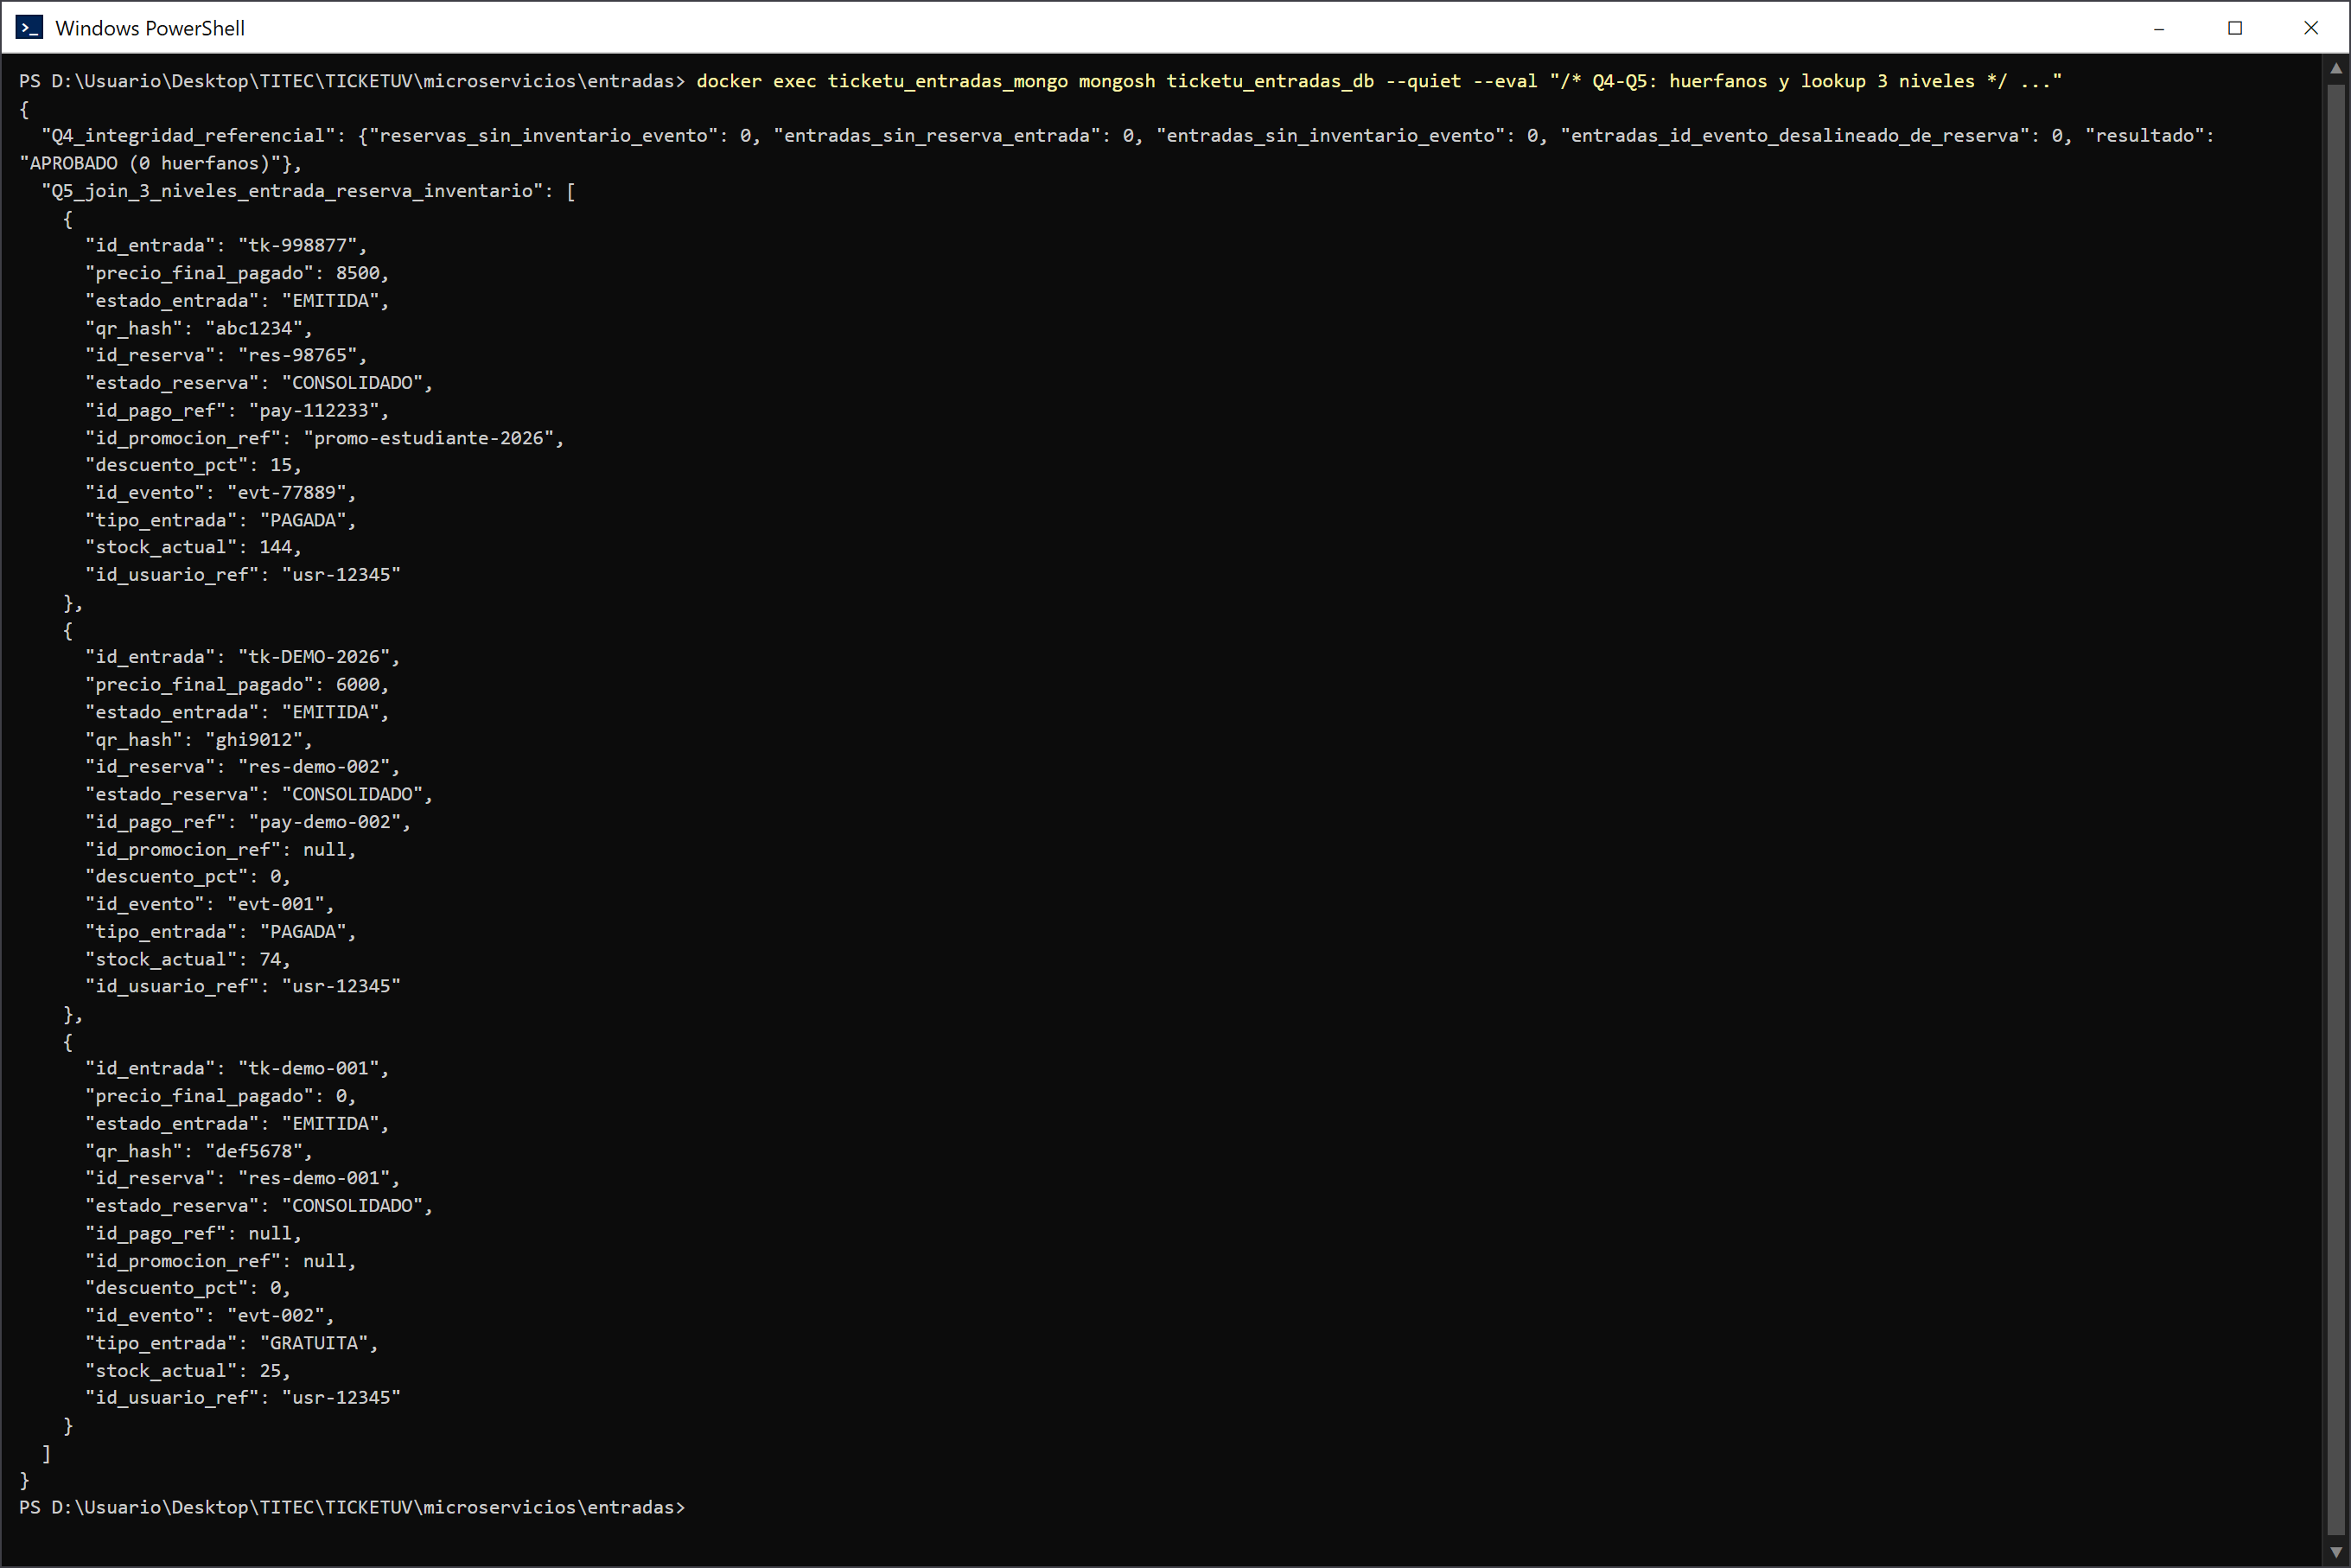 Windows PowerShell
PS D:\Usuario\Desktop\TITEC\TICKETUV\microservicios\entradas> docker exec ticketu_entradas_mongo mongosh ticketu_entradas_db --quiet --eval "/* Q4-Q5: huerfanos y lookup 3 niveles */ ..."
{
  "Q4_integridad_referencial": {"reservas_sin_inventario_evento": 0, "entradas_sin_reserva_entrada": 0, "entradas_sin_inventario_evento": 0, "entradas_id_evento_desalineado_de_reserva": 0, "resultado":
"APROBADO (0 huerfanos)"},
  "Q5_join_3_niveles_entrada_reserva_inventario": [
    {
      "id_entrada": "tk-998877",
      "precio_final_pagado": 8500,
      "estado_entrada": "EMITIDA",
      "qr_hash": "abc1234",
      "id_reserva": "res-98765",
      "estado_reserva": "CONSOLIDADO",
      "id_pago_ref": "pay-112233",
      "id_promocion_ref": "promo-estudiante-2026",
      "descuento_pct": 15,
      "id_evento": "evt-77889",
      "tipo_entrada": "PAGADA",
      "stock_actual": 144,
      "id_usuario_ref": "usr-12345"
    },
    {
      "id_entrada": "tk-DEMO-2026",
      "precio_final_pagado": 6000,
      "estado_entrada": "EMITIDA",
      "qr_hash": "ghi9012",
      "id_reserva": "res-demo-002",
      "estado_reserva": "CONSOLIDADO",
      "id_pago_ref": "pay-demo-002",
      "id_promocion_ref": null,
      "descuento_pct": 0,
      "id_evento": "evt-001",
      "tipo_entrada": "PAGADA",
      "stock_actual": 74,
      "id_usuario_ref": "usr-12345"
    },
    {
      "id_entrada": "tk-demo-001",
      "precio_final_pagado": 0,
      "estado_entrada": "EMITIDA",
      "qr_hash": "def5678",
      "id_reserva": "res-demo-001",
      "estado_reserva": "CONSOLIDADO",
      "id_pago_ref": null,
      "id_promocion_ref": null,
      "descuento_pct": 0,
      "id_evento": "evt-002",
      "tipo_entrada": "GRATUITA",
      "stock_actual": 25,
      "id_usuario_ref": "usr-12345"
    }
  ]
}
PS D:\Usuario\Desktop\TITEC\TICKETUV\microservicios\entradas>